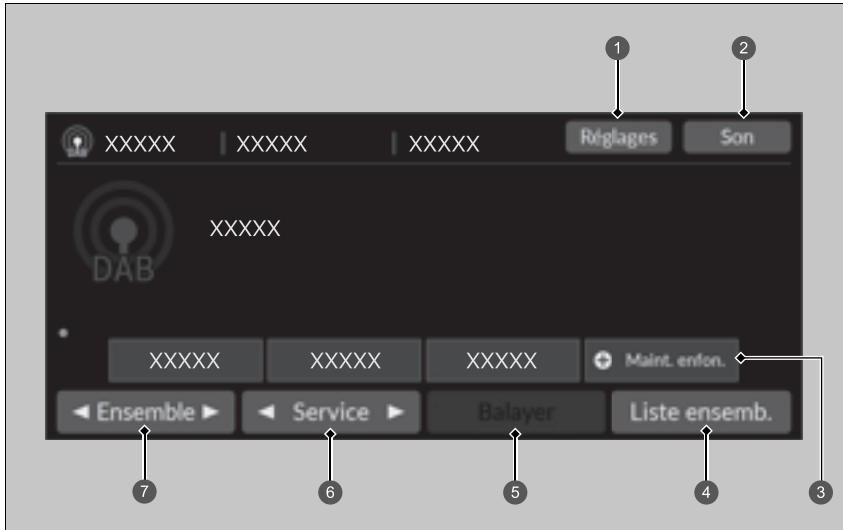 1 2
XXXXX | XXXXX | XXXXX Réglages Son
XXXXX
DAB
XXXXX XXXXX XXXXX Maint. enfon.
3
◄ Ensemble ► ◄ Service ► Balayer Liste ensemb.
7 6 5 4